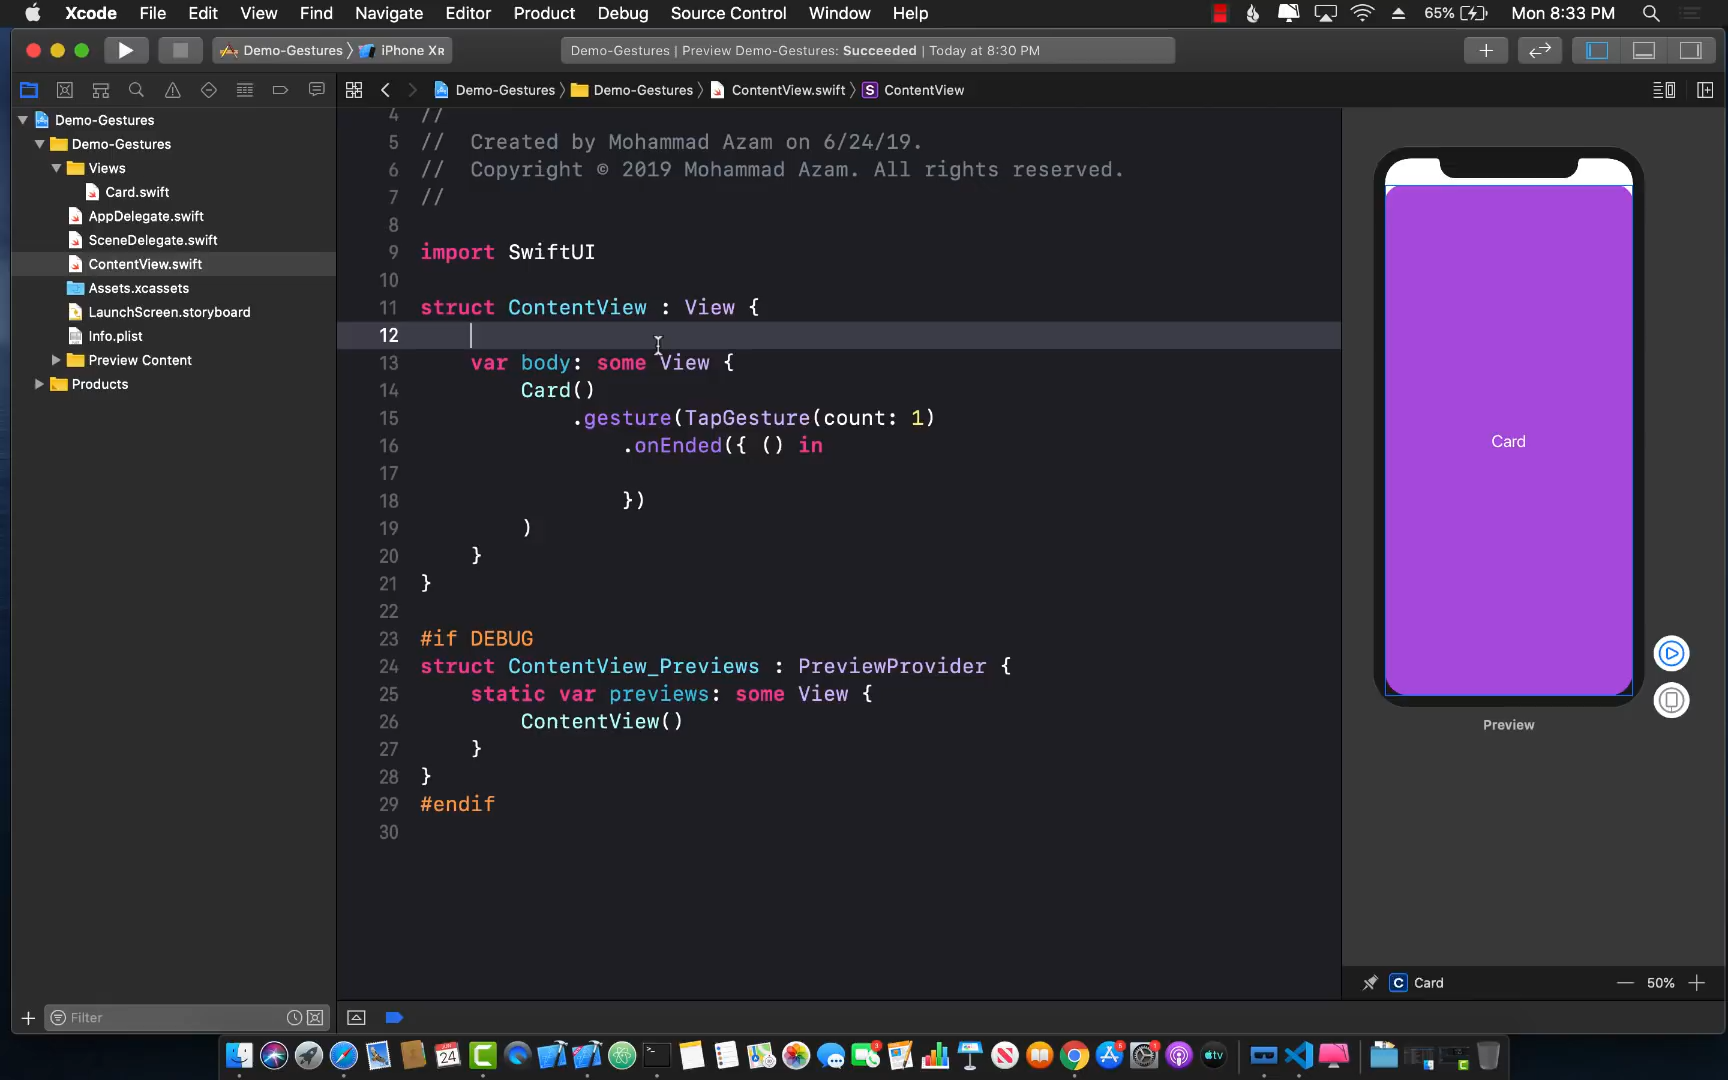 Xcode File Edit View Find Navigate Editor Product Debug Source Control Window Help 65% Mon 8:33 PM
Demo-Gestures iPhone XR Demo-Gestures | Preview Demo-Gestures: Succeeded | Today at 8:30 PM
Demo-Gestures Demo-Gestures ContentView.swift S ContentView
Demo-Gestures
Demo-Gestures
Views
Card.swift
AppDelegate.swift
SceneDelegate.swift
ContentView.swift
Assets.xcassets
LaunchScreen.storyboard
Info.plist
Preview Content
Products
Filter
4 //
5 // Created by Mohammad Azam on 6/24/19.
6 // Copyright © 2019 Mohammad Azam. All rights reserved.
7 //
8
9 import SwiftUI
10
11 struct ContentView : View {
12
13 var body: some View {
14 Card()
15 .gesture(TapGesture(count: 1)
16 .onEnded({ () in
17
18 })
19 )
20 }
21 }
22
23 #if DEBUG
24 struct ContentView_Previews : PreviewProvider {
25 static var previews: some View {
26 ContentView()
27 }
28 }
29 #endif
30
Card
Preview
C Card 50%
24
3
tv